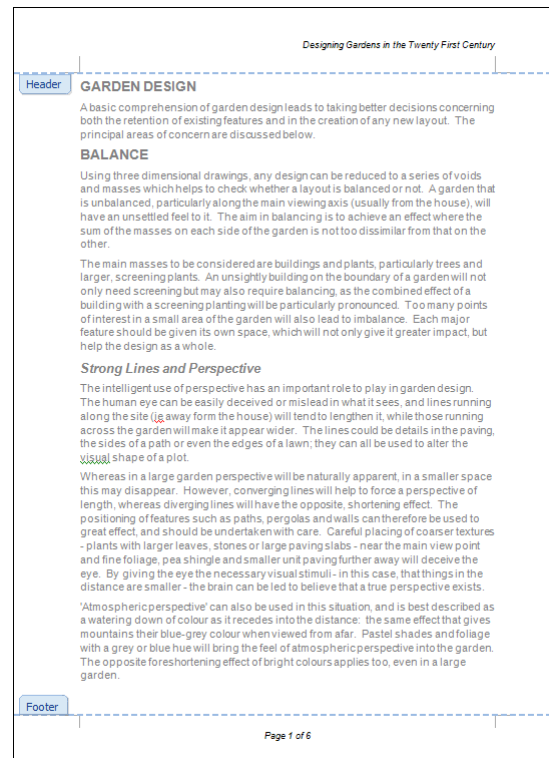 Designing Gardens in the Twenty First Century
Header
GARDEN DESIGN
A basic comprehension of garden design leads to taking better decisions concerning
both the retention of existing features and in the creation of any new layout. The
principal areas of concern are discussed below.
BALANCE
Using three dimensional drawings, any design can be reduced to a series of voids
and masses which helps to check whether a layout is balanced or not. A garden that
is unbalanced, particularly along the main viewing axis (usually from the house), will
have an unsettled feel to it. The aim in balancing is to achieve an effect where the
sum of the masses on each side of the garden is not too dissimilar from that on the
other.
The main masses to be considered are buildings and plants, particularly trees and
larger, screening plants. An unsightly building on the boundary of a garden will not
only need screening but may also require balancing, as the combined effect of a
building with a screening planting will be particularly pronounced. Too many points
of interest in a small area of the garden will also lead to imbalance. Each major
feature should be given its own space, which will not only give it greater impact, but
help the design as a whole.
Strong Lines and Perspective
The intelligent use of perspective has an important role to play in garden design.
The human eye can be easily deceived or mislead in what it sees, and lines running
along the site (ie away form the house) will tend to lengthen it, while those running
across the garden will make it appear wider. The lines could be details in the paving,
the sides of a path or even the edges of a lawn; they can all be used to alter the
visual shape of a plot.
Whereas in a large garden perspective will be naturally apparent, in a smaller space
this may disappear. However, converging lines will help to force a perspective of
length, whereas diverging lines will have the opposite, shortening effect. The
positioning of features such as paths, pergolas and walls can therefore be used to
great effect, and should be undertaken with care. Careful placing of coarser textures
- plants with larger leaves, stones or large paving slabs - near the main view point
and fine foliage, pea shingle and smaller unit paving further away will deceive the
eye. By giving the eye the necessary visual stimuli - in this case, that things in the
distance are smaller - the brain can be led to believe that a true perspective exists.
'Atmospheric perspective' can also be used in this situation, and is best described as
a watering down of colour as it recedes into the distance: the same effect that gives
mountains their blue-grey colour when viewed from afar. Pastel shades and foliage
with a grey or blue hue will bring the feel of atmospheric perspective into the garden.
The opposite foreshortening effect of bright colours applies too, even in a large
garden.
Footer
Page 1 of 6